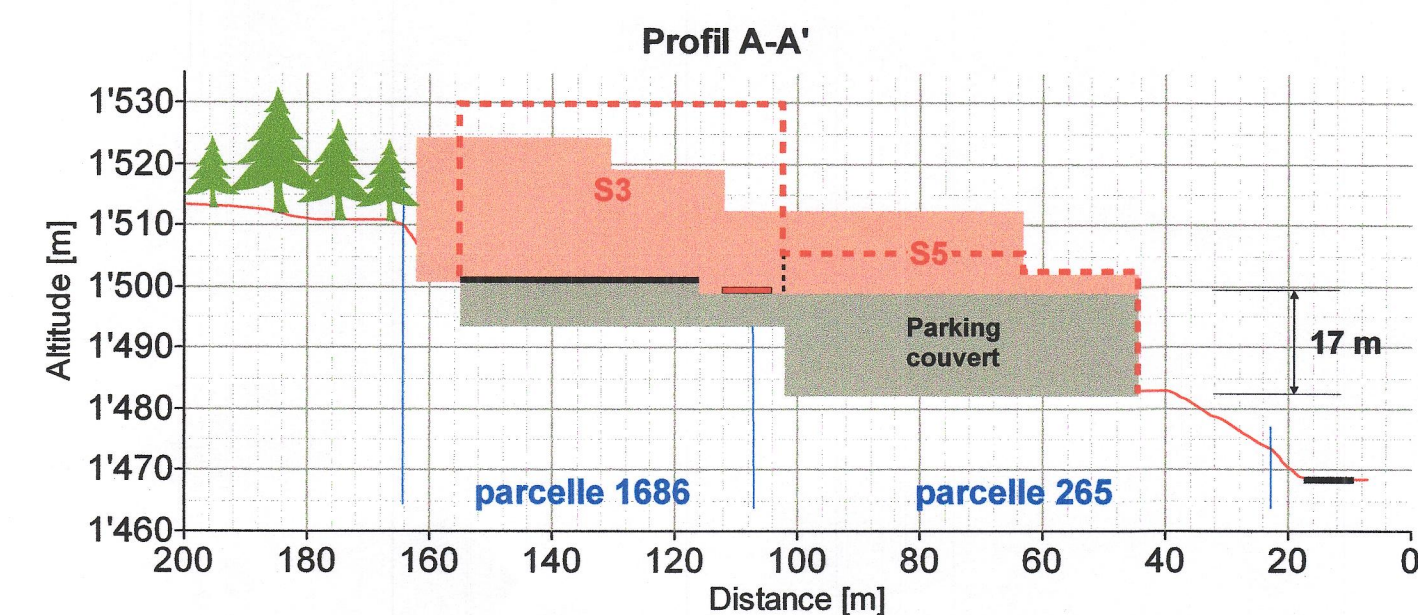 Profil A-A'
1'530
1'520
1'510
1'500
1'490
1'480
1'470
1'460
Altitude [m]
S3
S5
Parking
couvert
17 m
parcelle 1686
parcelle 265
200 180 160 140 120 100 80 60 40 20 0
Distance [m]